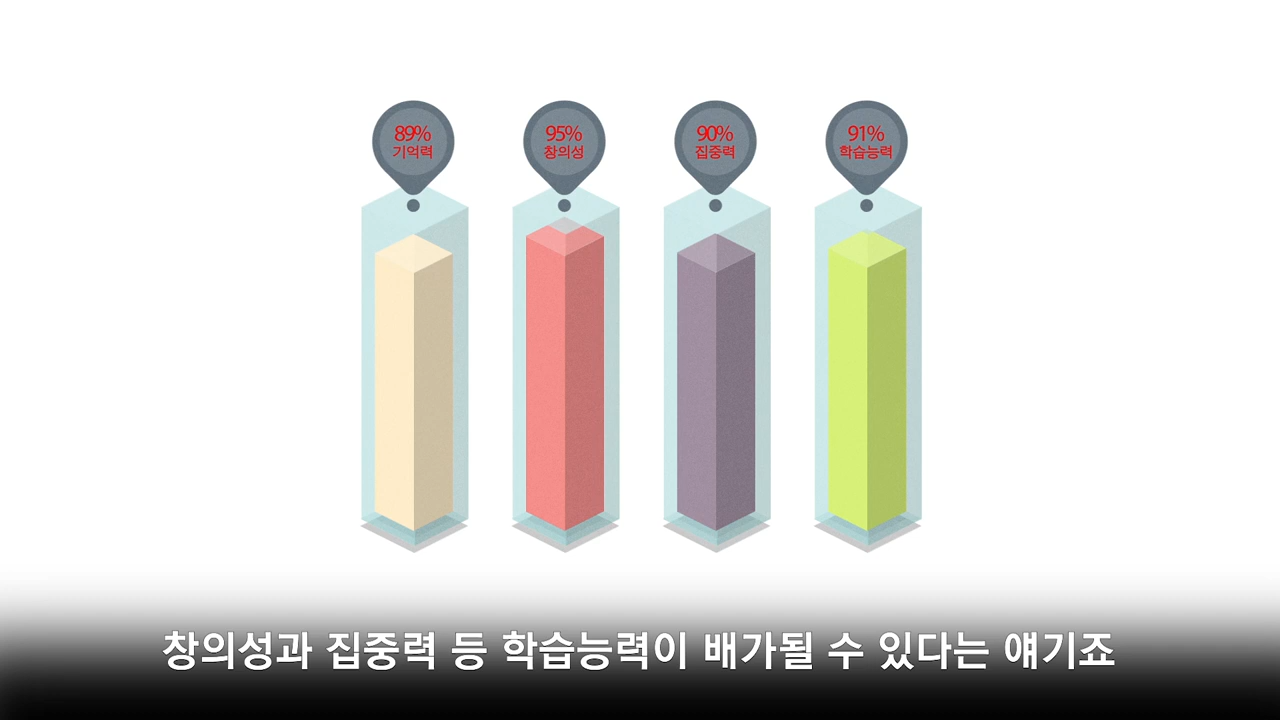 89%
기억력
95%
창의성
90%
집중력
91%
학습능력
창의성과 집중력 등 학습능력이 배가될 수 있다는 얘기죠